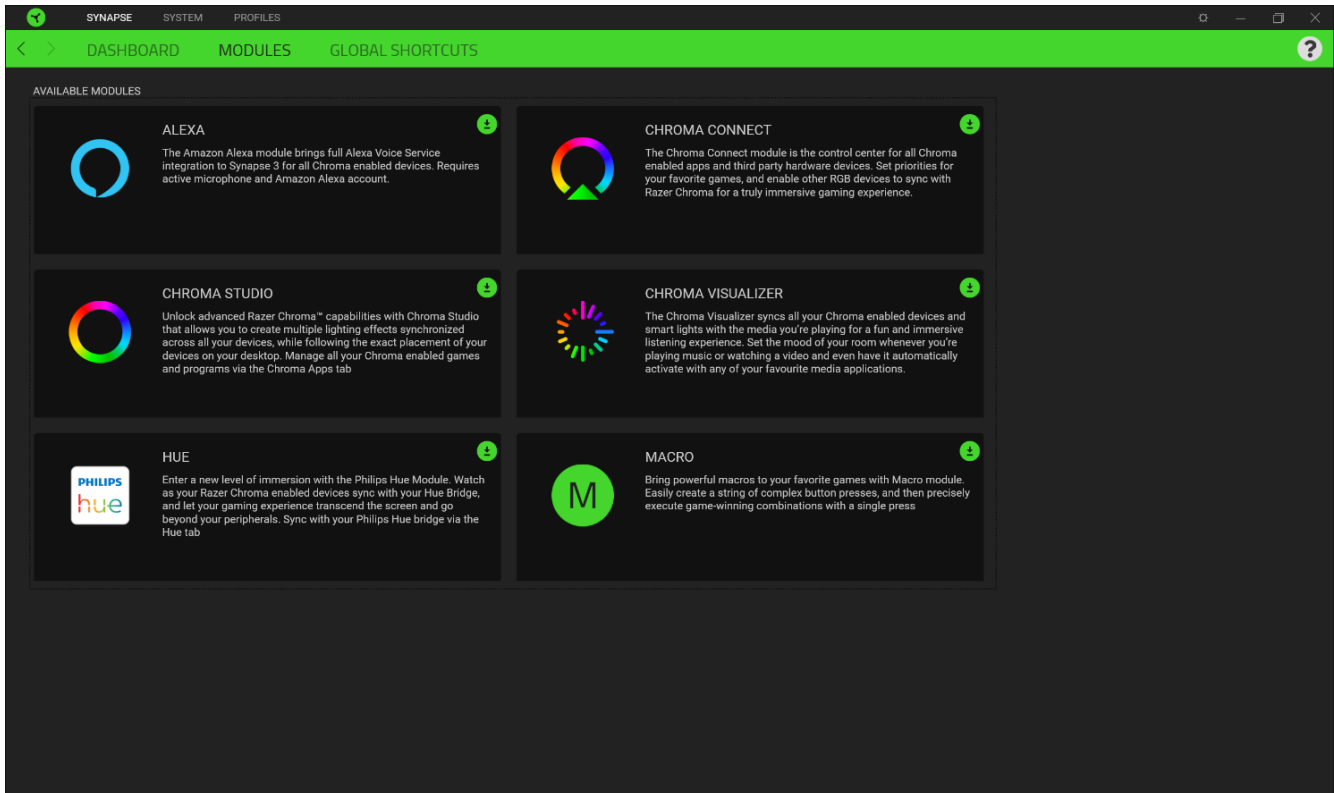 SYNAPSE SYSTEM PROFILES
DASHBOARD MODULES GLOBAL SHORTCUTS
?
AVAILABLE MODULES
ALEXA
The Amazon Alexa module brings full Alexa Voice Service
integration to Synapse 3 for all Chroma enabled devices. Requires
active microphone and Amazon Alexa account.
CHROMA CONNECT
The Chroma Connect module is the control center for all Chroma
enabled apps and third party hardware devices. Set priorities for
your favorite games, and enable other RGB devices to sync with
Razer Chroma for a truly immersive gaming experience.
CHROMA STUDIO
Unlock advanced Razer Chroma™ capabilities with Chroma Studio
that allows you to create multiple lighting effects synchronized
across all your devices, while following the exact placement of your
devices on your desktop. Manage all your Chroma enabled games
and programs via the Chroma Apps tab
CHROMA VISUALIZER
The Chroma Visualizer syncs all your Chroma enabled devices and
smart lights with the media you're playing for a fun and immersive
listening experience. Set the mood of your room whenever you're
playing music or watching a video and even have it automatically
activate with any of your favourite media applications.
PHILIPS
hue
HUE
Enter a new level of immersion with the Philips Hue Module. Watch
as your Razer Chroma enabled devices sync with your Hue Bridge,
and let your gaming experience transcend the screen and go
beyond your peripherals. Sync with your Philips Hue bridge via the
Hue tab
M
MACRO
Bring powerful macros to your favorite games with Macro module.
Easily create a string of complex button presses, and then precisely
execute game-winning combinations with a single press